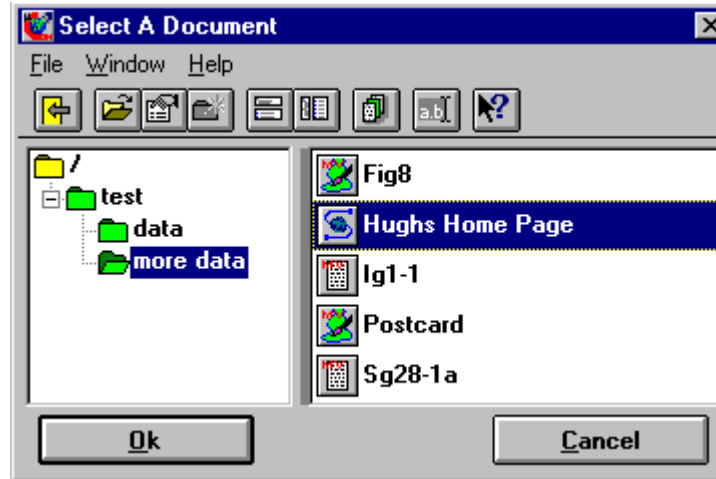 Select A Document
File Window Help
a.b
/
test
data
more data
Fig8
Hughs Home Page
Ig1-1
Postcard
Sg28-1a
Ok
Cancel